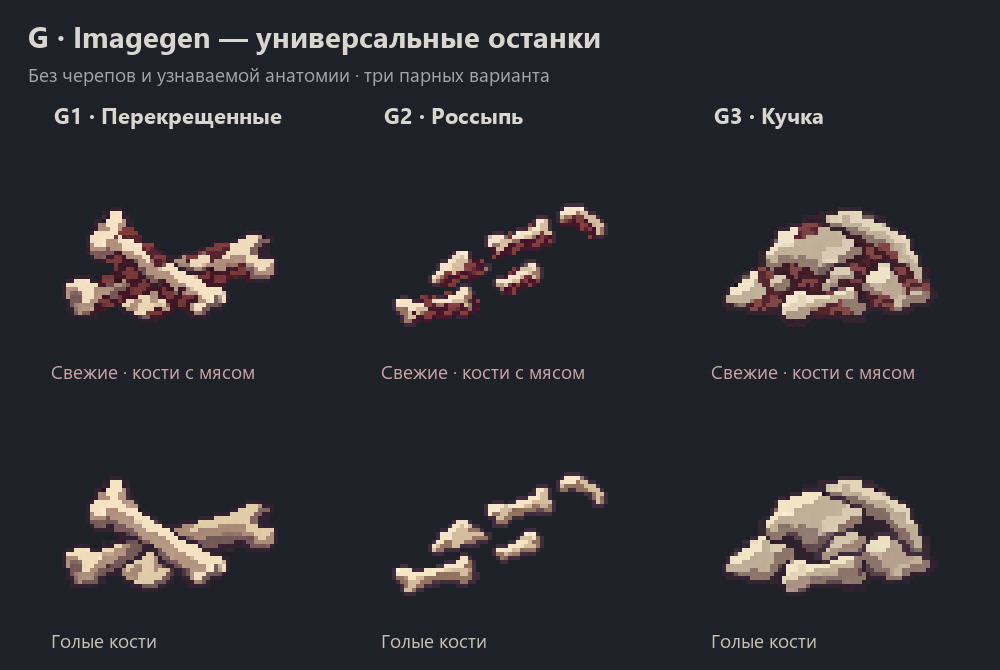 G · Imagegen — универсальные останки
Без черепов и узнаваемой анатомии · три парных варианта
G1 · Перекрещенные
G2 · Россыпь
G3 · Кучка
Свежие · кости с мясом
Свежие · кости с мясом
Свежие · кости с мясом
Голые кости
Голые кости
Голые кости